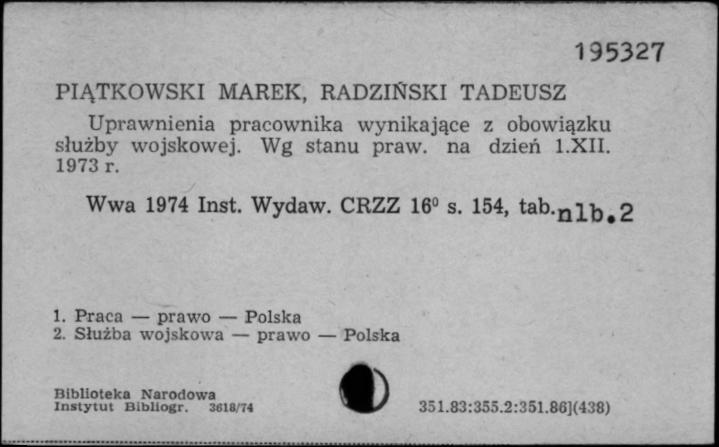 195327
PIĄTKOWSKI MAREK, RADZIŃSKI TADEUSZ
Uprawnienia pracownika wynikające z obowiązku
służby wojskowej. Wg stanu praw. na dzień 1.XII.
1973 r.
Wwa 1974 Inst. Wydaw. CRZZ 16⁰ s. 154, tab.nlb.2
1. Praca — prawo — Polska
2. Służba wojskowa — prawo — Polska
Biblioteka Narodowa
Instytut Bibliogr. 3618/74
351.83:355.2:351.86](438)